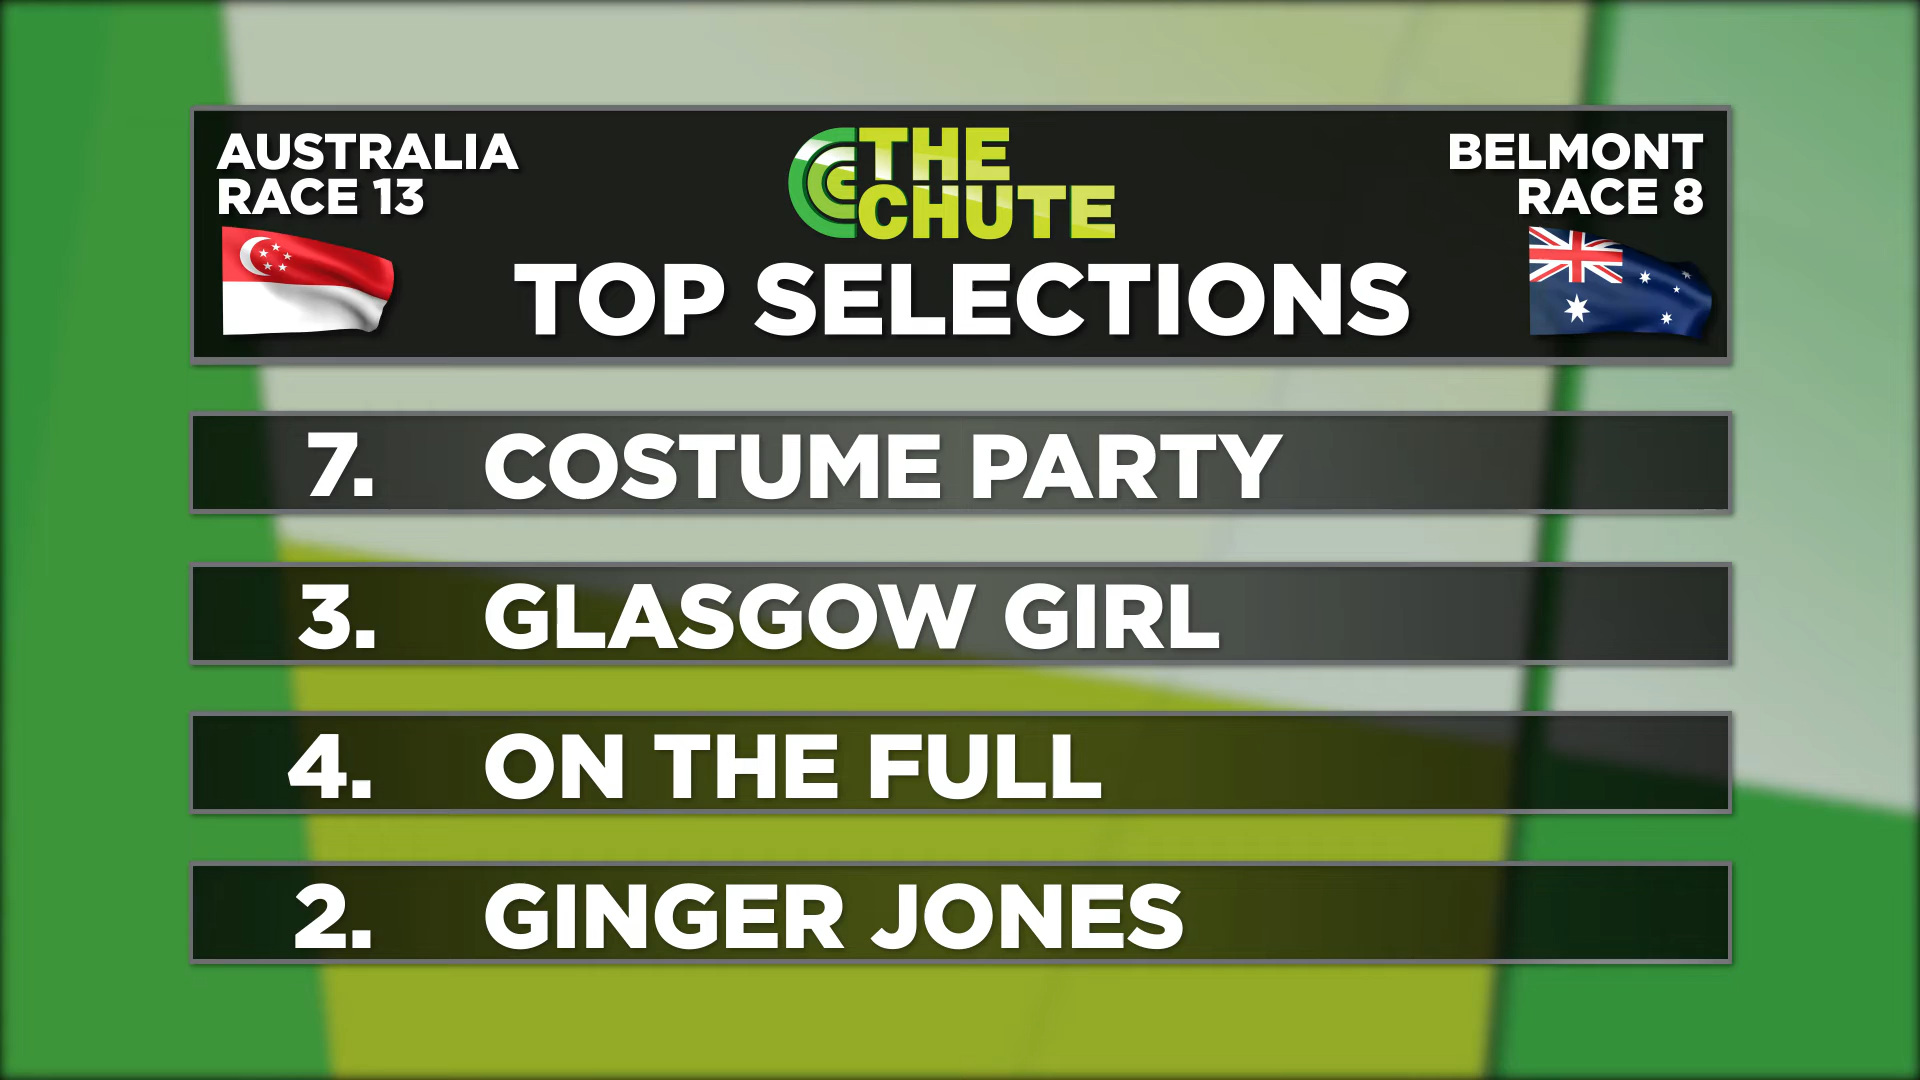 AUSTRALIA
RACE 13
THE
CHUTE
BELMONT
RACE 8
TOP SELECTIONS
7. COSTUME PARTY
3. GLASGOW GIRL
4. ON THE FULL
2. GINGER JONES